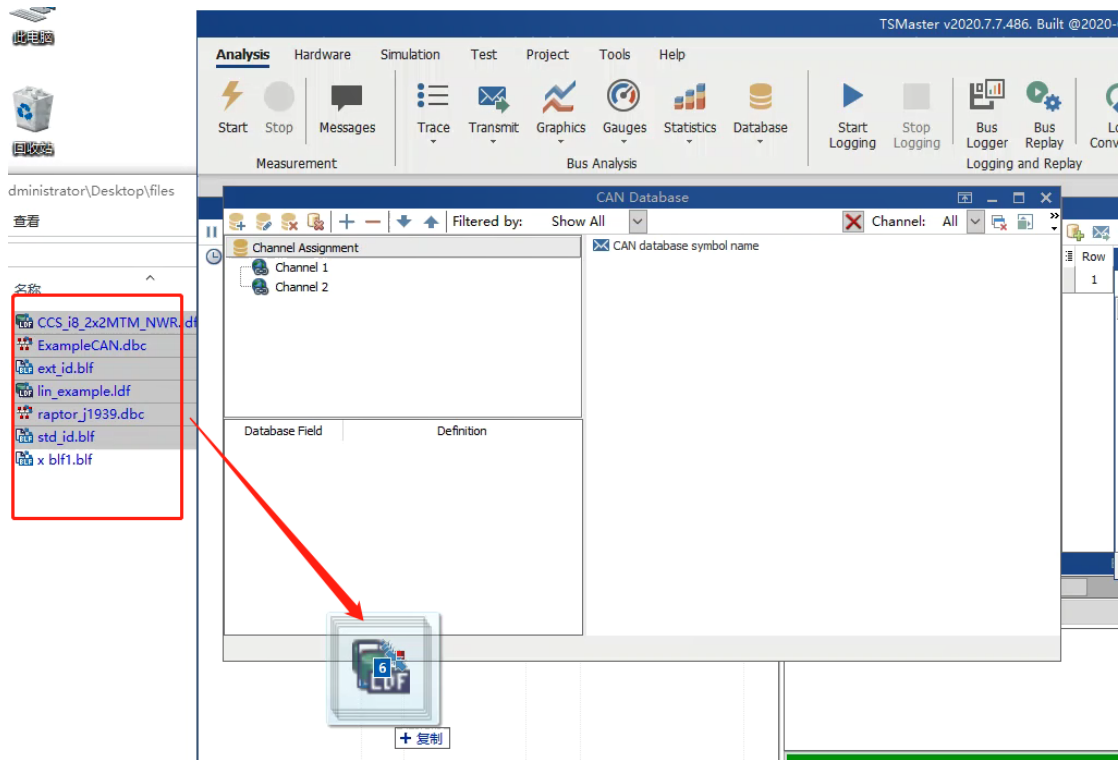 此电脑
回收站
TSMaster v2020.7.7.486. Built @2020-
Analysis Hardware Simulation Test Project Tools Help
Start Stop Messages Trace Transmit Graphics Gauges Statistics Database Start Logging Stop Logging Bus Logger Bus Replay
Measurement Bus Analysis Logging and Replay
dministrator\Desktop\files
查看
名称
CCS_i8_2x2MTM_NWR.df
ExampleCAN.dbc
ext_id.blf
lin_example.ldf
raptor_j1939.dbc
std_id.blf
x blf1.blf
CAN Database
Filtered by: Show All Channel: All
Channel Assignment
Channel 1
Channel 2
CAN database symbol name
Database Field Definition
Row
1
6
LDF
复制